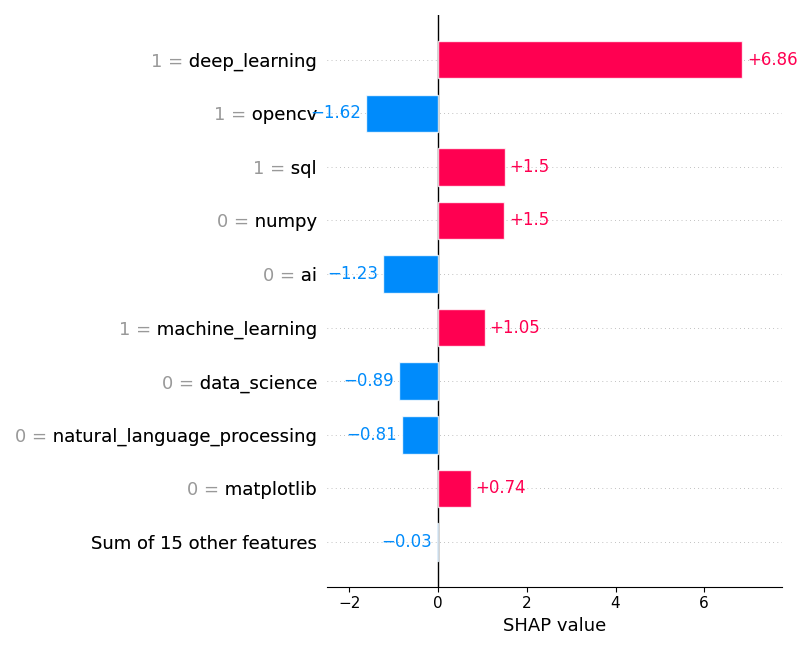 1 = deep_learning +6.86
1 = opencv −1.62
1 = sql +1.5
0 = numpy +1.5
0 = ai −1.23
1 = machine_learning +1.05
0 = data_science −0.89
0 = natural_language_processing −0.81
0 = matplotlib +0.74
Sum of 15 other features −0.03
−2 0 2 4 6
SHAP value